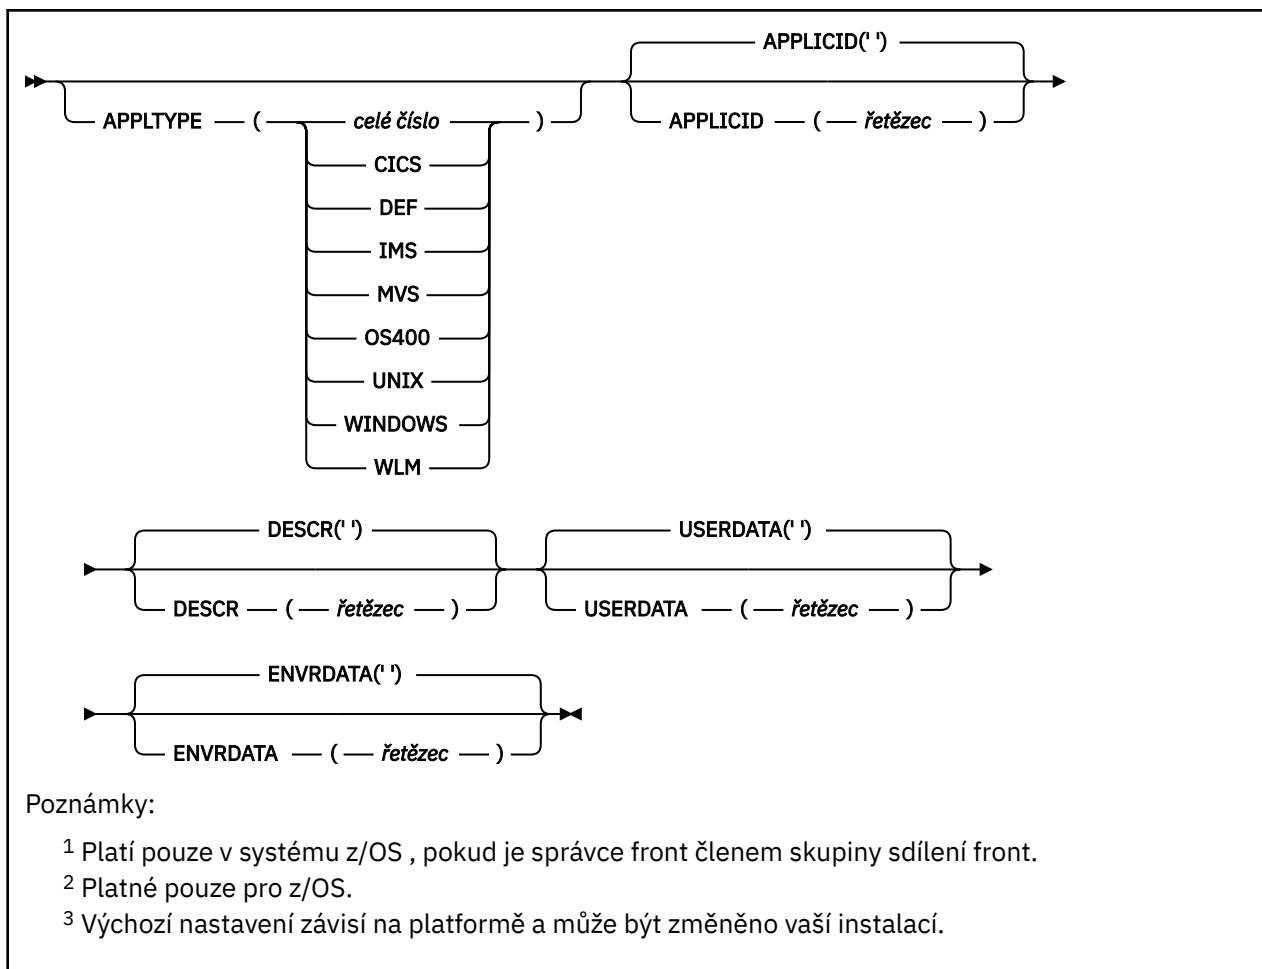 APPLICID(' ')
APPLTYPE ( celé číslo ) APPLICID ( řetězec )
CICS
DEF
IMS
MVS
OS400
UNIX
WINDOWS
WLM
DESCR(' ') USERDATA(' ')
DESCR ( řetězec ) USERDATA ( řetězec )
ENVRDATA(' ')
ENVRDATA ( řetězec )
Poznámky:
1 Platí pouze v systému z/OS , pokud je správce front členem skupiny sdílení front.
2 Platné pouze pro z/OS.
3 Výchozí nastavení závisí na platformě a může být změněno vaší instalací.